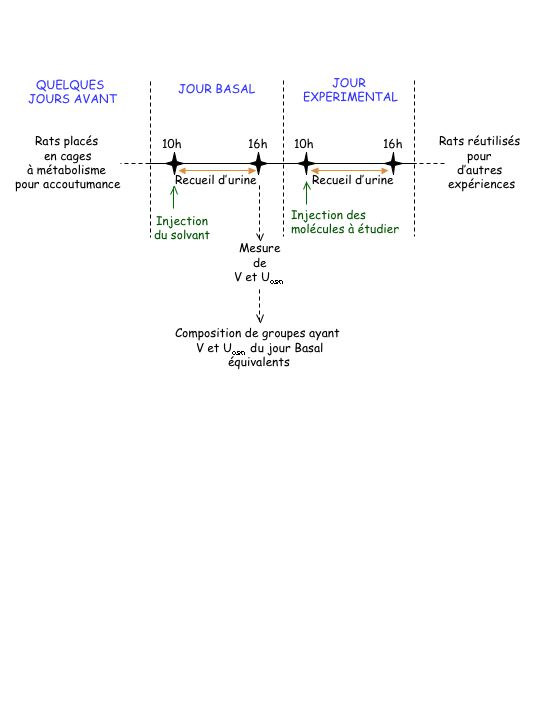 QUELQUES
JOURS AVANT
JOUR BASAL
JOUR
EXPERIMENTAL
Rats placés
en cages
à métabolisme
pour accoutumance
10h
16h
10h
16h
Rats réutilisés
pour
d'autres
expériences
Recueil d'urine
Recueil d'urine
Injection
du solvant
Injection des
molécules à étudier
Mesure
de
V et Uosm
Composition de groupes ayant
V et Uosm du jour Basal
équivalents